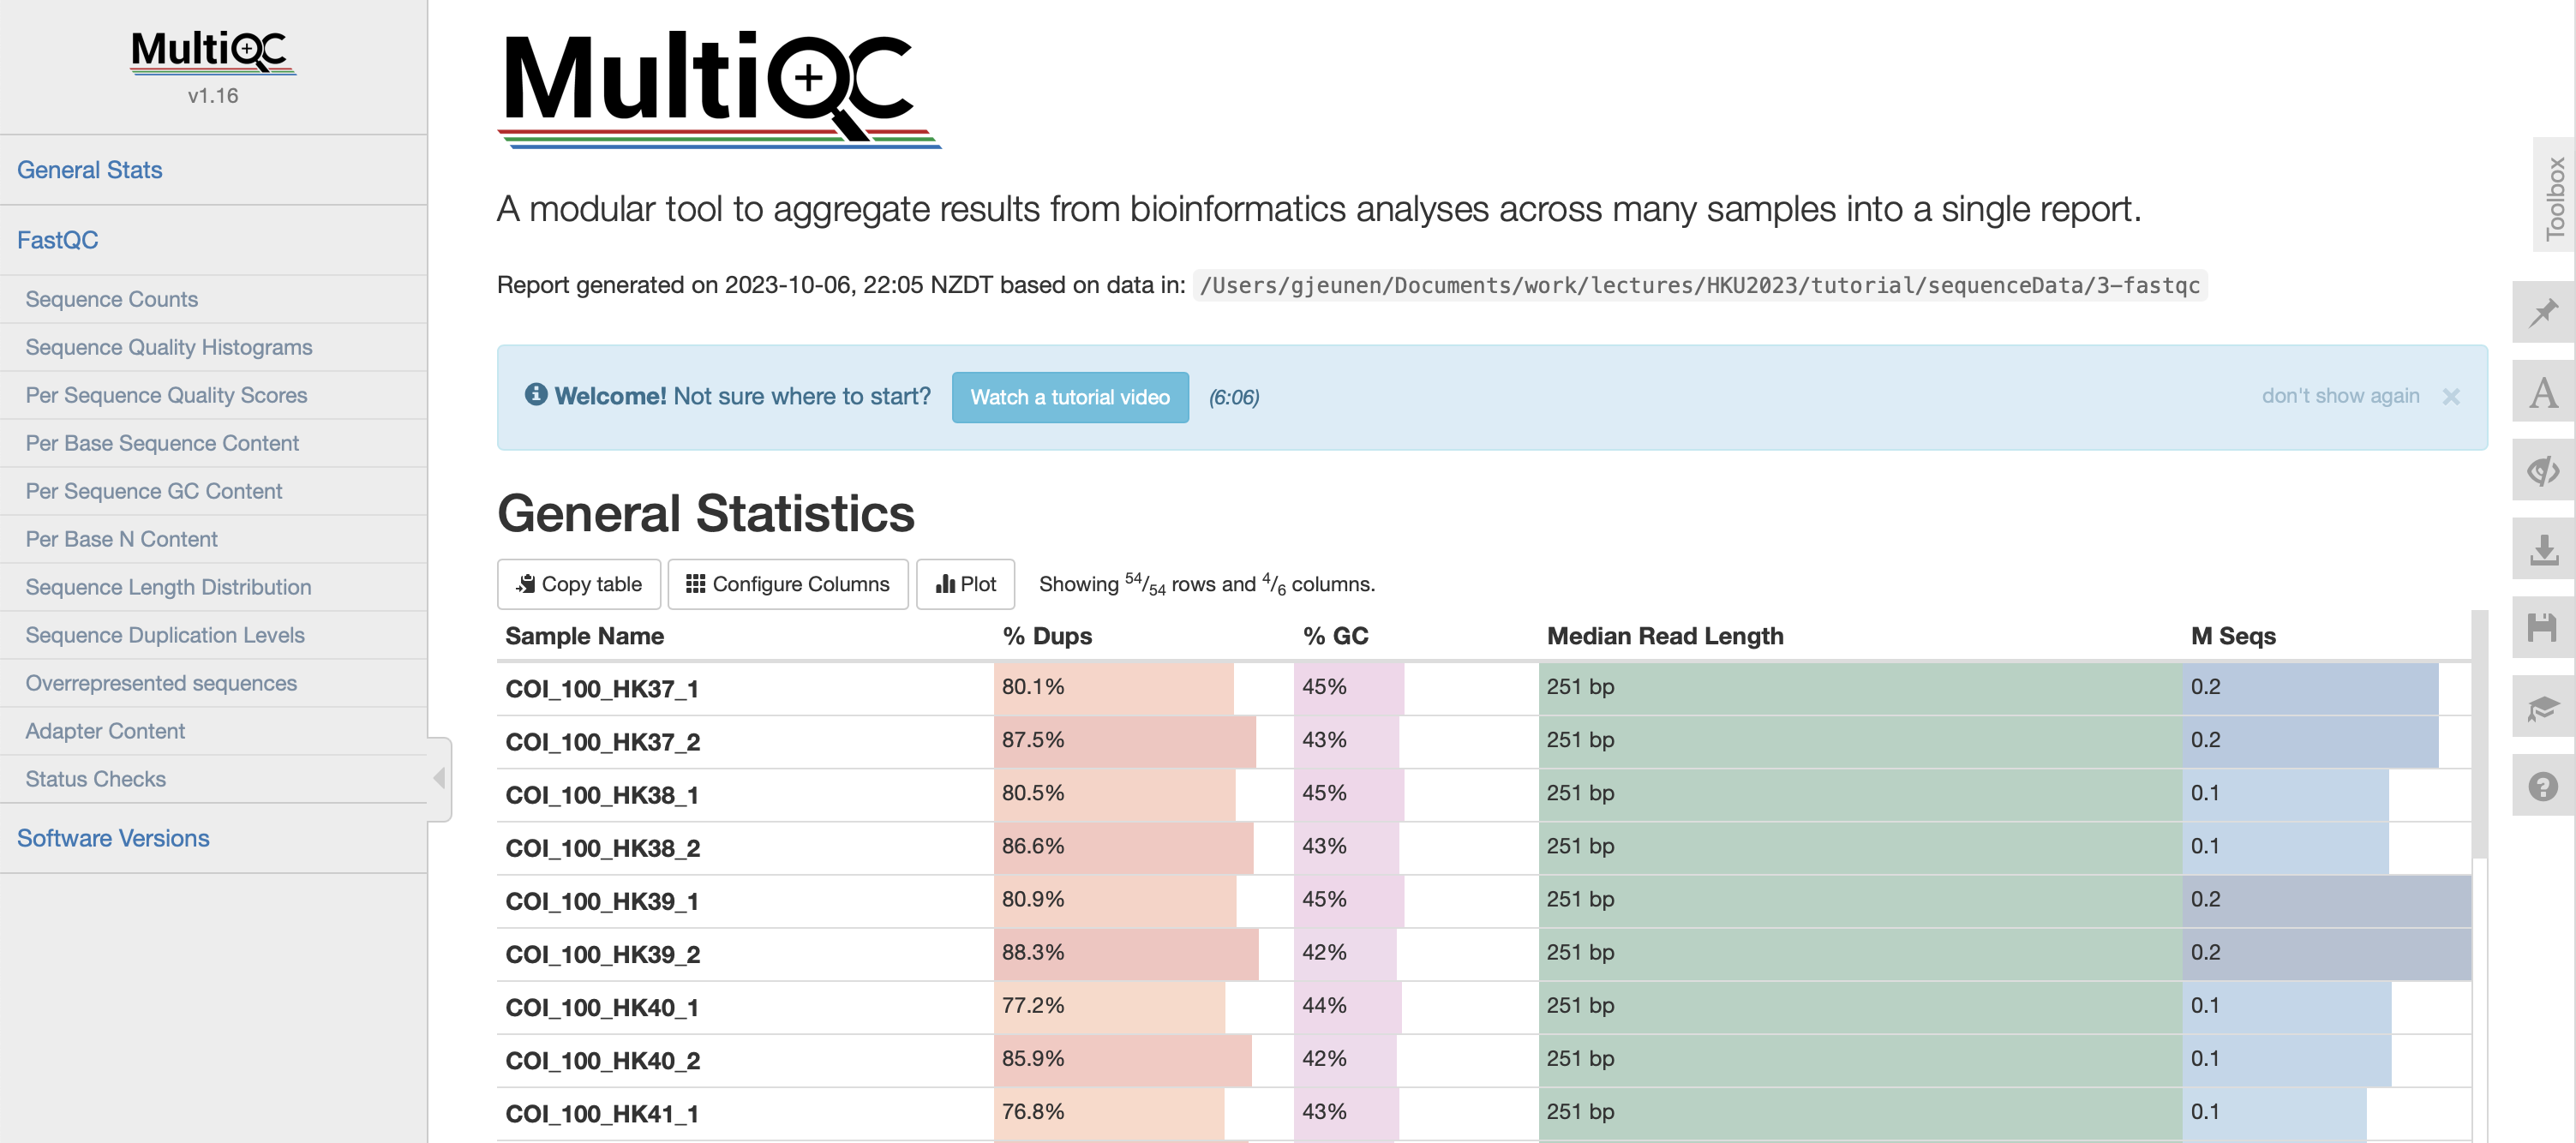 MultiQC
v1.16
General Stats
FastQC
Sequence Counts
Sequence Quality Histograms
Per Sequence Quality Scores
Per Base Sequence Content
Per Sequence GC Content
Per Base N Content
Sequence Length Distribution
Sequence Duplication Levels
Overrepresented sequences
Adapter Content
Status Checks
Software Versions
MultiQC
A modular tool to aggregate results from bioinformatics analyses across many samples into a single report.
Report generated on 2023-10-06, 22:05 NZDT based on data in: /Users/gjeunen/Documents/work/lectures/HKU2023/tutorial/sequenceData/3-fastqc
Welcome! Not sure where to start? Watch a tutorial video (6:06) don't show again ×
General Statistics
Copy table Configure Columns Plot Showing 54/54 rows and 4/6 columns.
Sample Name % Dups % GC Median Read Length M Seqs
COI_100_HK37_1 80.1% 45% 251 bp 0.2
COI_100_HK37_2 87.5% 43% 251 bp 0.2
COI_100_HK38_1 80.5% 45% 251 bp 0.1
COI_100_HK38_2 86.6% 43% 251 bp 0.1
COI_100_HK39_1 80.9% 45% 251 bp 0.2
COI_100_HK39_2 88.3% 42% 251 bp 0.2
COI_100_HK40_1 77.2% 44% 251 bp 0.1
COI_100_HK40_2 85.9% 42% 251 bp 0.1
COI_100_HK41_1 76.8% 43% 251 bp 0.1
Toolbox
A
?